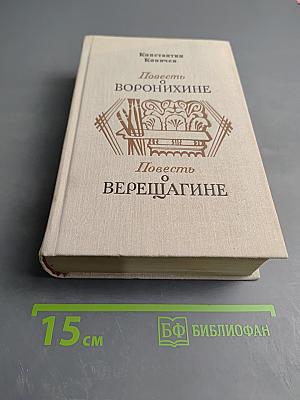 Константин
Коничев
Повесть
о
ВОРОНИХИНЕ
Повесть
о
ВЕРЕЩАГИНЕ
15 см
БФ БИБЛИОФАН